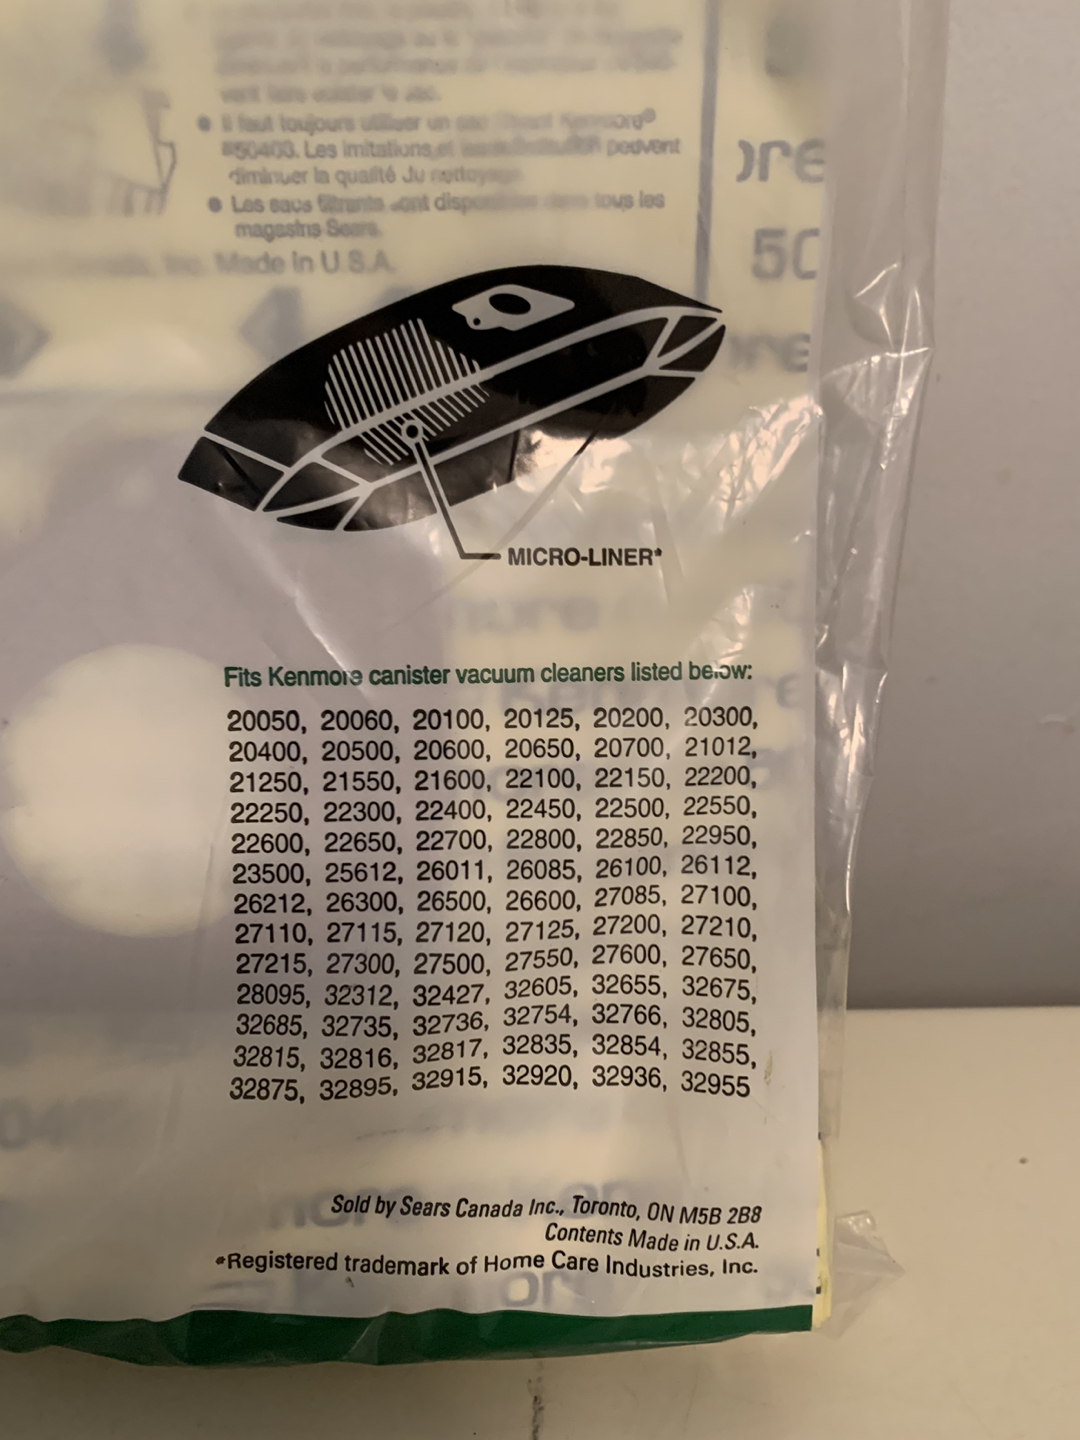 Il faut toujours utiliser un sac Kenmore®
#50403. Les imitations et peuvent
diminuer la qualité du nettoyage.
Les sacs filtrants sont disponibles dans tous les
magasins Sears.
Inc. Made in U.S.A.
ore
50
ore
MICRO-LINER*
Fits Kenmore canister vacuum cleaners listed below:
20050, 20060, 20100, 20125, 20200, 20300,
20400, 20500, 20600, 20650, 20700, 21012,
21250, 21550, 21600, 22100, 22150, 22200,
22250, 22300, 22400, 22450, 22500, 22550,
22600, 22650, 22700, 22800, 22850, 22950,
23500, 25612, 26011, 26085, 26100, 26112,
26212, 26300, 26500, 26600, 27085, 27100,
27110, 27115, 27120, 27125, 27200, 27210,
27215, 27300, 27500, 27550, 27600, 27650,
28095, 32312, 32427, 32605, 32655, 32675,
32685, 32735, 32736, 32754, 32766, 32805,
32815, 32816, 32817, 32835, 32854, 32855,
32875, 32895, 32915, 32920, 32936, 32955
Sold by Sears Canada Inc., Toronto, ON M5B 2B8
Contents Made in U.S.A.
*Registered trademark of Home Care Industries, Inc.